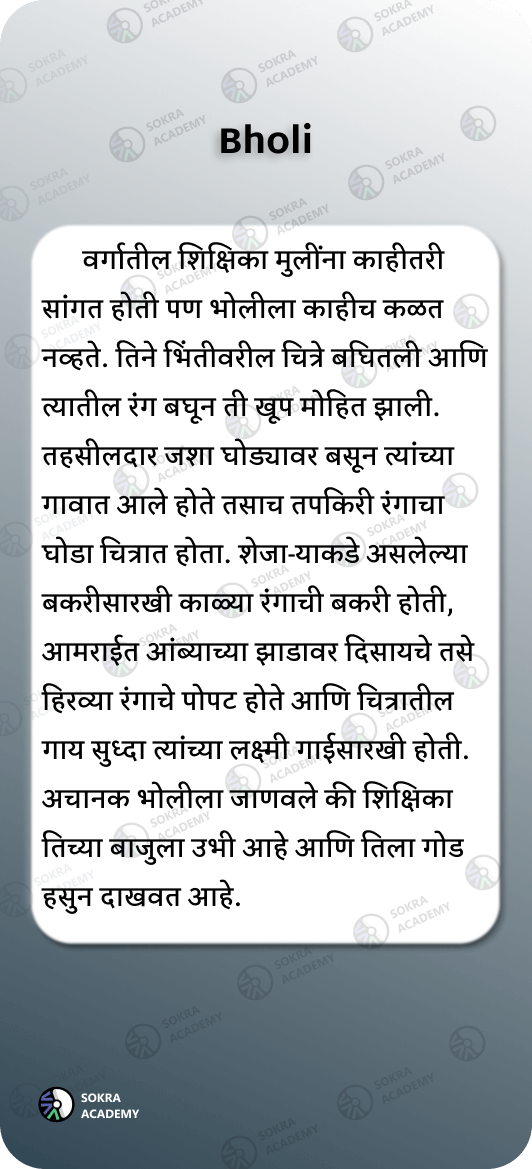 Bholi
वर्गातील शिक्षिका मुलींना काहीतरी
सांगत होती पण भोलीला काहीच कळत
नव्हते. तिने भिंतीवरील चित्रे बघितली आणि
त्यातील रंग बघून ती खूप मोहित झाली.
तहसीलदार जशा घोड्यावर बसून त्यांच्या
गावात आले होते तसाच तपकिरी रंगाचा
घोडा चित्रात होता. शेजा-याकडे असलेल्या
बकरीसारखी काळ्या रंगाची बकरी होती,
आमराईत आंब्याच्या झाडावर दिसायचे तसे
हिरव्या रंगाचे पोपट होते आणि चित्रातील
गाय सुध्दा त्यांच्या लक्ष्मी गाईसारखी होती.
अचानक भोलीला जाणवले की शिक्षिका
तिच्या बाजुला उभी आहे आणि तिला गोड
हसुन दाखवत आहे.
SOKRA
ACADEMY